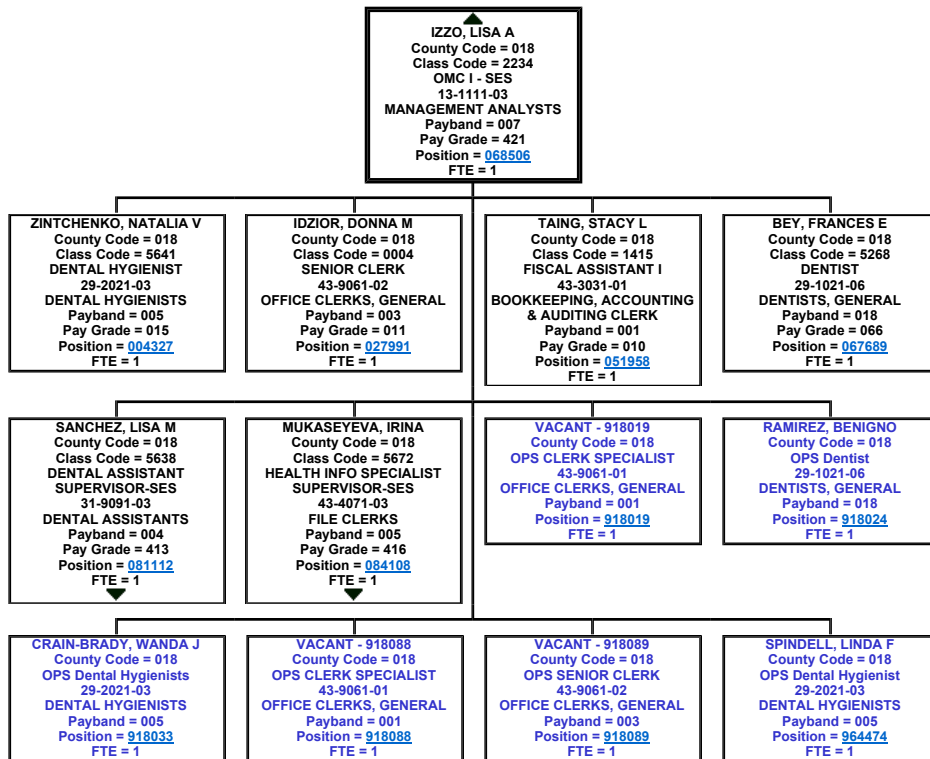 IZZO, LISA A
County Code = 018
Class Code = 2234
OMC I - SES
13-1111-03
MANAGEMENT ANALYSTS
Payband = 007
Pay Grade = 421
Position = 068506
FTE = 1
ZINTCHENKO, NATALIA V
County Code = 018
Class Code = 5641
DENTAL HYGIENIST
29-2021-03
DENTAL HYGIENISTS
Payband = 005
Pay Grade = 015
Position = 004327
FTE = 1
IDZIOR, DONNA M
County Code = 018
Class Code = 0004
SENIOR CLERK
43-9061-02
OFFICE CLERKS, GENERAL
Payband = 003
Pay Grade = 011
Position = 027991
FTE = 1
TAING, STACY L
County Code = 018
Class Code = 1415
FISCAL ASSISTANT I
43-3031-01
BOOKKEEPING, ACCOUNTING
& AUDITING CLERK
Payband = 001
Pay Grade = 010
Position = 051958
FTE = 1
BEY, FRANCES E
County Code = 018
Class Code = 5268
DENTIST
29-1021-06
DENTISTS, GENERAL
Payband = 018
Pay Grade = 066
Position = 067689
FTE = 1
SANCHEZ, LISA M
County Code = 018
Class Code = 5638
DENTAL ASSISTANT
SUPERVISOR-SES
31-9091-03
DENTAL ASSISTANTS
Payband = 004
Pay Grade = 413
Position = 081112
FTE = 1
MUKASEYEVA, IRINA
County Code = 018
Class Code = 5672
HEALTH INFO SPECIALIST
SUPERVISOR-SES
43-4071-03
FILE CLERKS
Payband = 005
Pay Grade = 416
Position = 084108
FTE = 1
VACANT - 918019
County Code = 018
OPS CLERK SPECIALIST
43-9061-01
OFFICE CLERKS, GENERAL
Payband = 001
Position = 918019
FTE = 1
RAMIREZ, BENIGNO
County Code = 018
OPS Dentist
29-1021-06
DENTISTS, GENERAL
Payband = 018
Position = 918024
FTE = 1
CRAIN-BRADY, WANDA J
County Code = 018
OPS Dental Hygienists
29-2021-03
DENTAL HYGIENISTS
Payband = 005
Position = 918033
FTE = 1
VACANT - 918088
County Code = 018
OPS CLERK SPECIALIST
43-9061-01
OFFICE CLERKS, GENERAL
Payband = 001
Position = 918088
FTE = 1
VACANT - 918089
County Code = 018
OPS SENIOR CLERK
43-9061-02
OFFICE CLERKS, GENERAL
Payband = 003
Position = 918089
FTE = 1
SPINDELL, LINDA F
County Code = 018
OPS Dental Hygienist
29-2021-03
DENTAL HYGIENISTS
Payband = 005
Position = 964474
FTE = 1